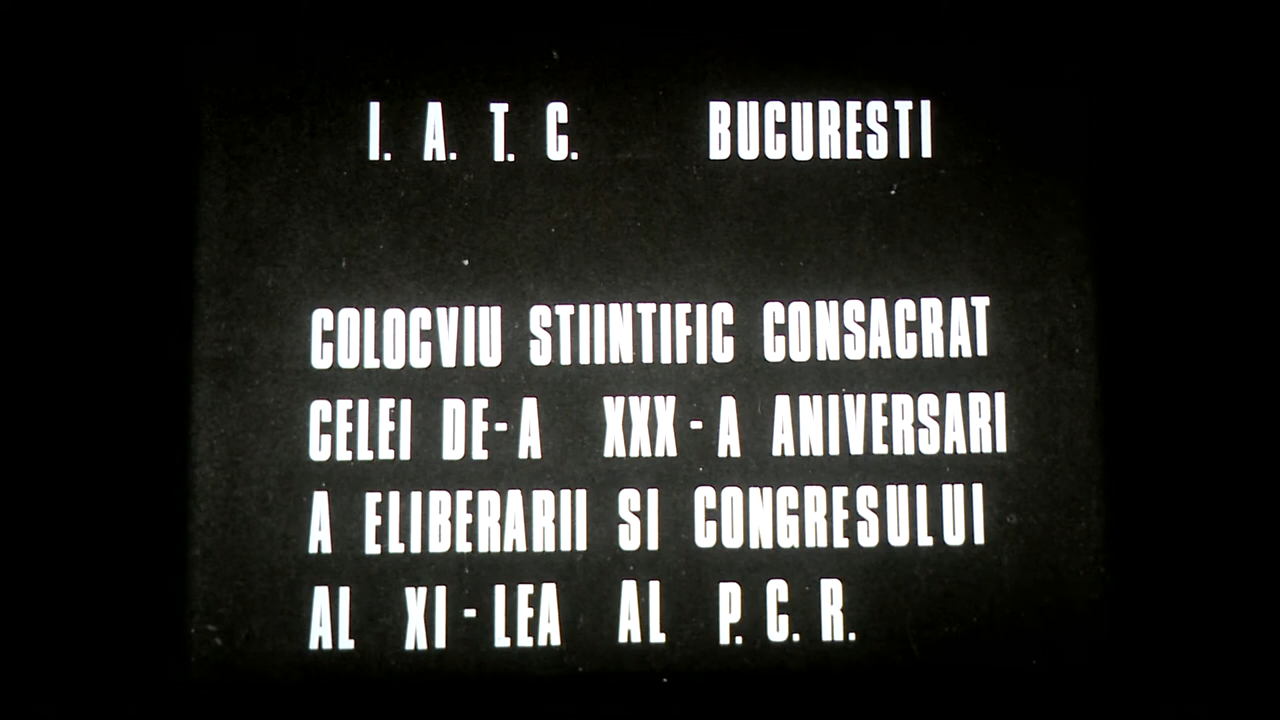 I. A. T. C. BUCURESTI
COLOCVIU STIINTIFIC CONSACRAT
CELEI DE-A XXX-A ANIVERSARI
A ELIBERARII SI CONGRESULUI
AL XI-LEA AL P. C. R.